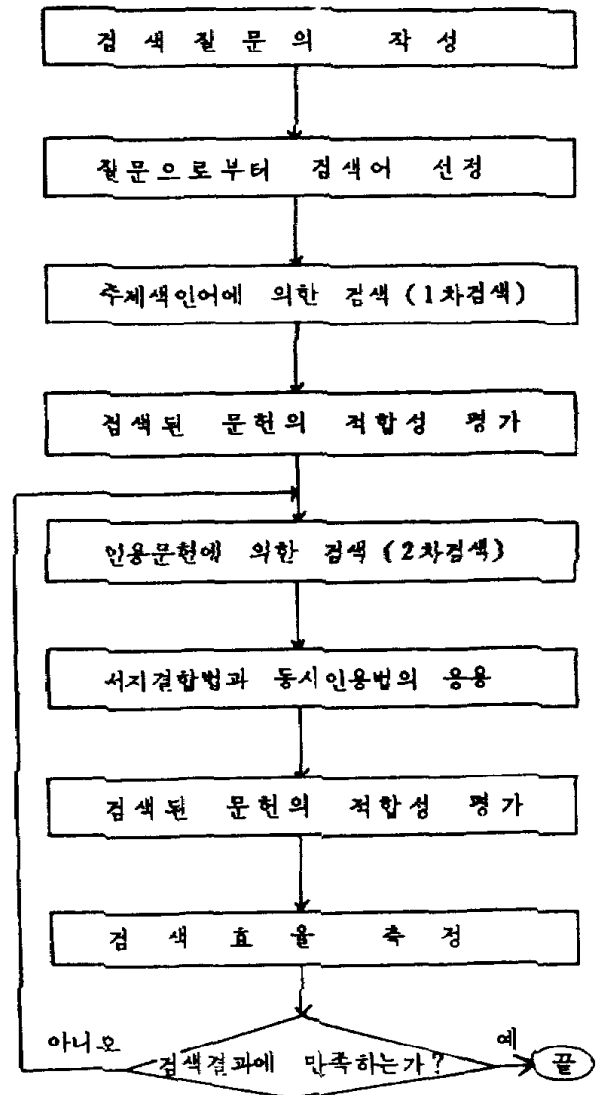 검색질문의 작성
질문으로부터 검색어 선정
주제색인어에 의한 검색 (1차검색)
검색된 문헌의 적합성 평가
인용문헌에 의한 검색 (2차검색)
서지결합법과 동시인용법의 응용
검색된 문헌의 적합성 평가
검색효율 측정
아니오
검색결과에 만족하는가?
예
끝